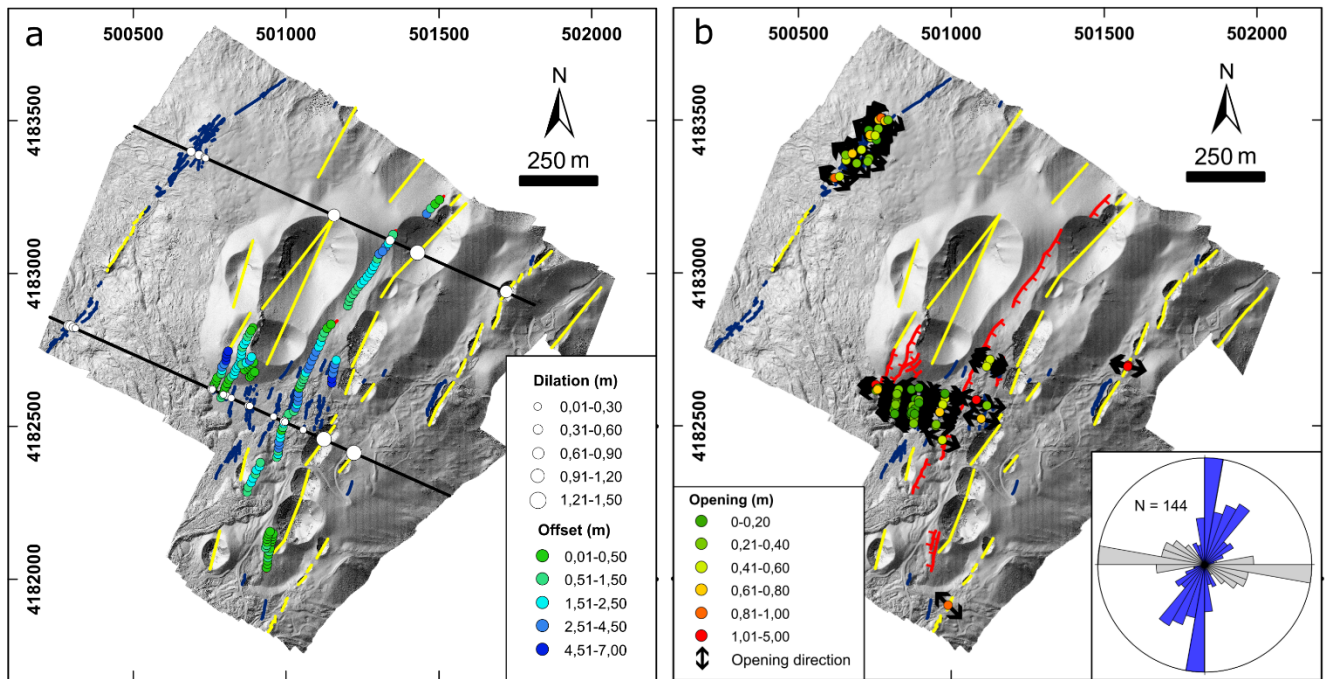 a
500500 501000 501500 502000
4183500
4183000
4182500
4182000
N
250 m
Dilation (m)
0,01-0,30
0,31-0,60
0,61-0,90
0,91-1,20
1,21-1,50
Offset (m)
0,01-0,50
0,51-1,50
1,51-2,50
2,51-4,50
4,51-7,00
b
500500 501000 501500 502000
4183500
4183000
4182500
4182000
N
250 m
Opening (m)
0-0,20
0,21-0,40
0,41-0,60
0,61-0,80
0,81-1,00
1,01-5,00
Opening direction
N = 144